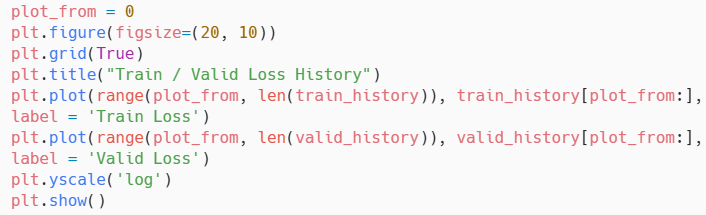 plot_from = 0
plt.figure(figsize=(20, 10))
plt.grid(True)
plt.title("Train / Valid Loss History")
plt.plot(range(plot_from, len(train_history)), train_history[plot_from:],
label = 'Train Loss')
plt.plot(range(plot_from, len(valid_history)), valid_history[plot_from:],
label = 'Valid Loss')
plt.yscale('log')
plt.show()